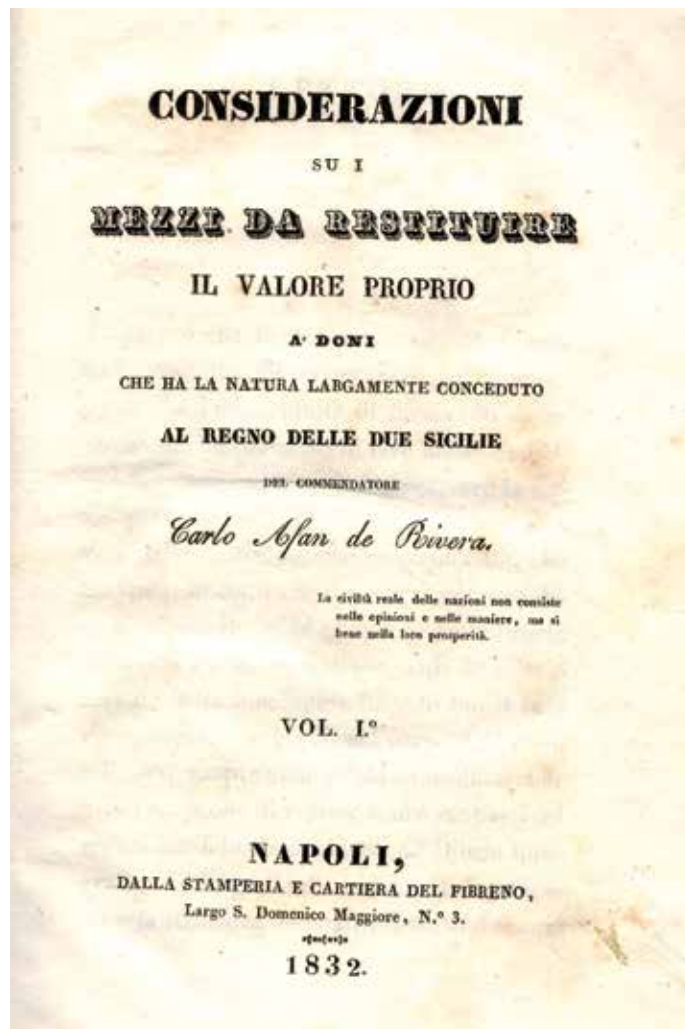 CONSIDERAZIONI
SU I
MEZZI DA RESTITUIRE
IL VALORE PROPRIO
A' DONI
CHE HA LA NATURA LARGAMENTE CONCEDUTO
AL REGNO DELLE DUE SICILIE
DEL COMMENDATORE
Carlo Afan de Rivera.
La civiltà reale delle nazioni non consiste
nelle opinioni e nelle maniere, ma si
bene nella loro prosperità.
VOL. I.º
NAPOLI,
DALLA STAMPERIA E CARTIERA DEL FIBRENO,
Largo S. Domenico Maggiore, N.º 3.
1832.